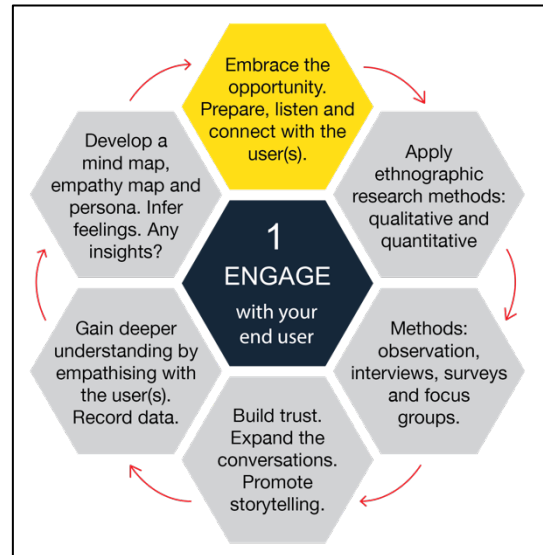 Embrace the
opportunity.
Prepare, listen and
connect with the
user(s).
Apply
ethnographic
research methods:
qualitative and
quantitative
Methods:
observation,
interviews, surveys
and focus
groups.
Build trust.
Expand the
conversations.
Promote
storytelling.
Gain deeper
understanding by
empathising with
the user(s).
Record data.
Develop a
mind map,
empathy map and
persona. Infer
feelings. Any
insights?
1
ENGAGE
with your
end user